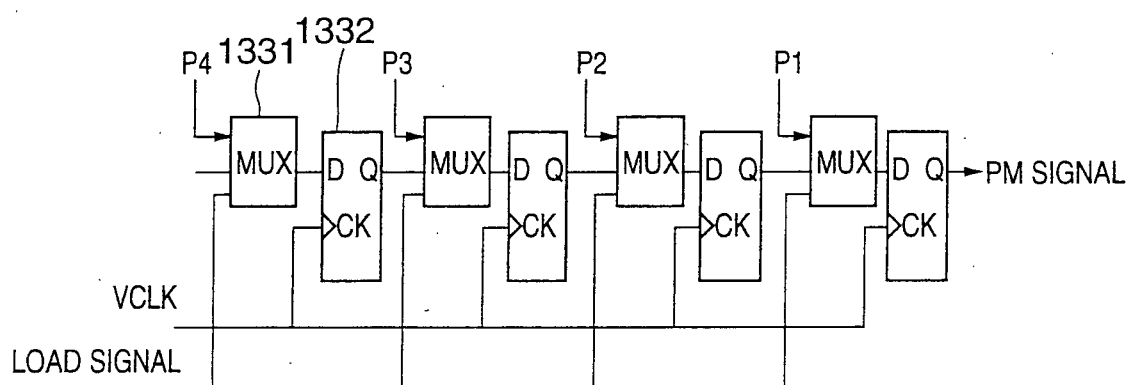 1331 1332
P4 P3 P2 P1
MUX D Q MUX D Q MUX D Q MUX D Q PM SIGNAL
CK CK CK CK
VCLK
LOAD SIGNAL